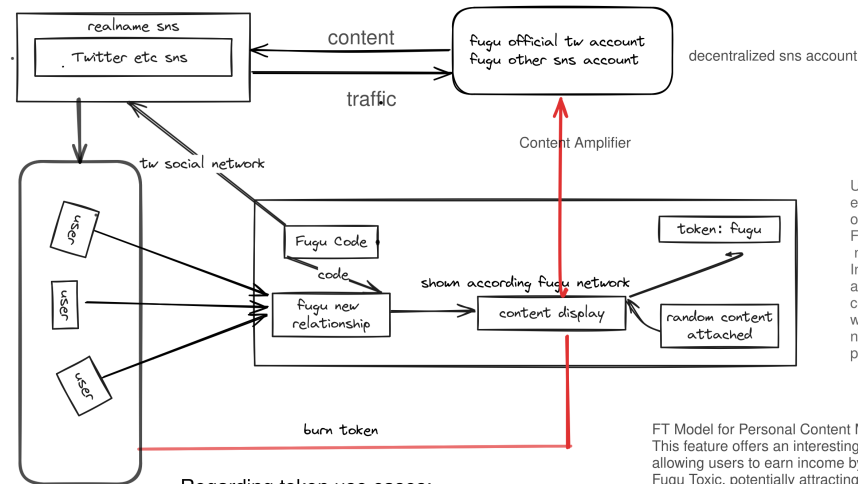 realname sns
Twitter etc sns
content
traffic
fugu official tw account
fugu other sns account
decentralized sns account
Content Amplifier
tw social network
user
user
user
Fugu Code
code
fugu new
relationship
shown according fugu network
content display
token: fugu
random content
attached
burn token
FT Model for Personal Content M
This feature offers an interesting
allowing users to earn income by
Fugu Toxic, potentially attracting
Regarding token use cases: